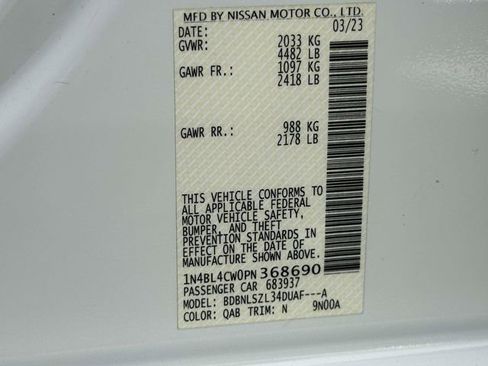 MFD BY NISSAN MOTOR CO., LTD.
DATE: 03/23
GVWR: 2033 KG
4482 LB
GAWR FR.: 1097 KG
2418 LB
GAWR RR.: 988 KG
2178 LB
THIS VEHICLE CONFORMS TO
ALL APPLICABLE FEDERAL
MOTOR VEHICLE SAFETY,
BUMPER, AND THEFT
PREVENTION STANDARDS IN
EFFECT ON THE DATE OF
MANUFACTURE SHOWN ABOVE.
1N4BL4CW0PN368690
PASSENGER CAR 683937
MODEL: BDBNLSZL34DUAF---A
COLOR: QAB TRIM: N 9N00A